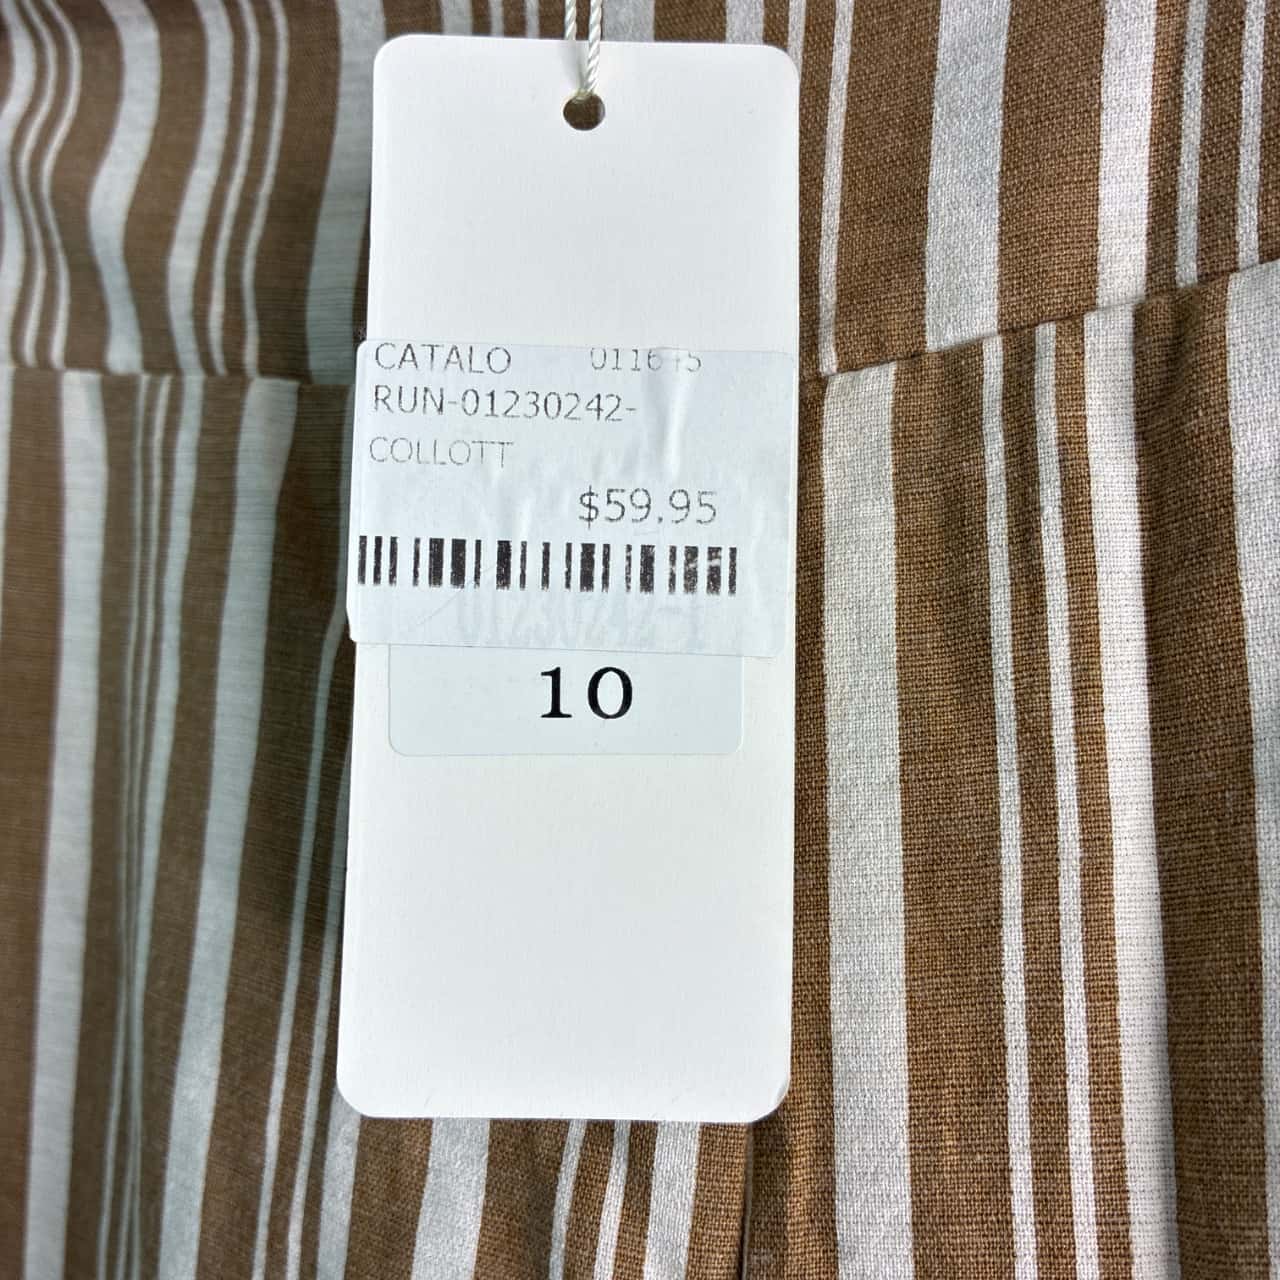 CATALO
RUN-01230242-
COLLOTT
$59.95
10